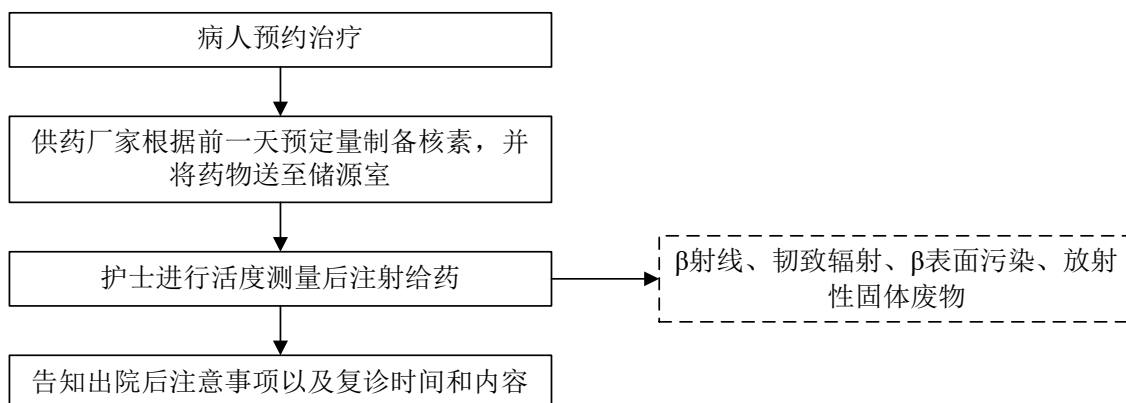 病人预约治疗
供药厂家根据前一天预定量制备核素，并
将药物送至储源室
护士进行活度测量后注射给药
β射线、韧致辐射、β表面污染、放射
性固体废物
告知出院后注意事项以及复诊时间和内容